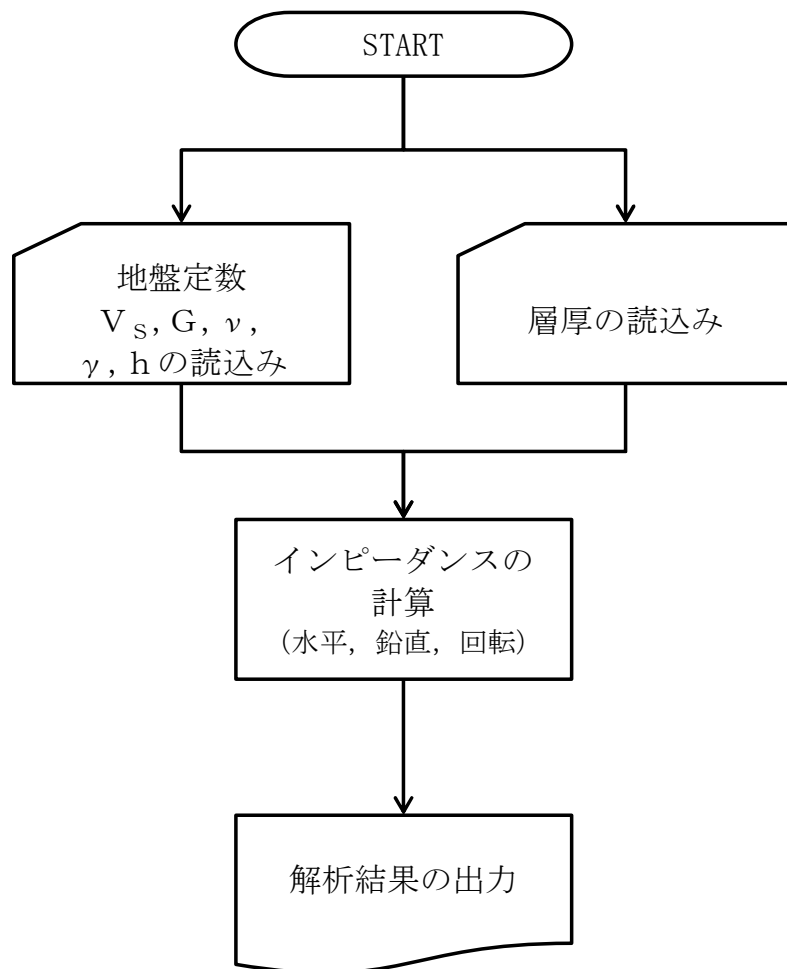 START
地盤定数
V_S, G, ν,
γ, hの読込み
層厚の読込み
インピーダンスの
計算
(水平, 鉛直, 回転)
解析結果の出力